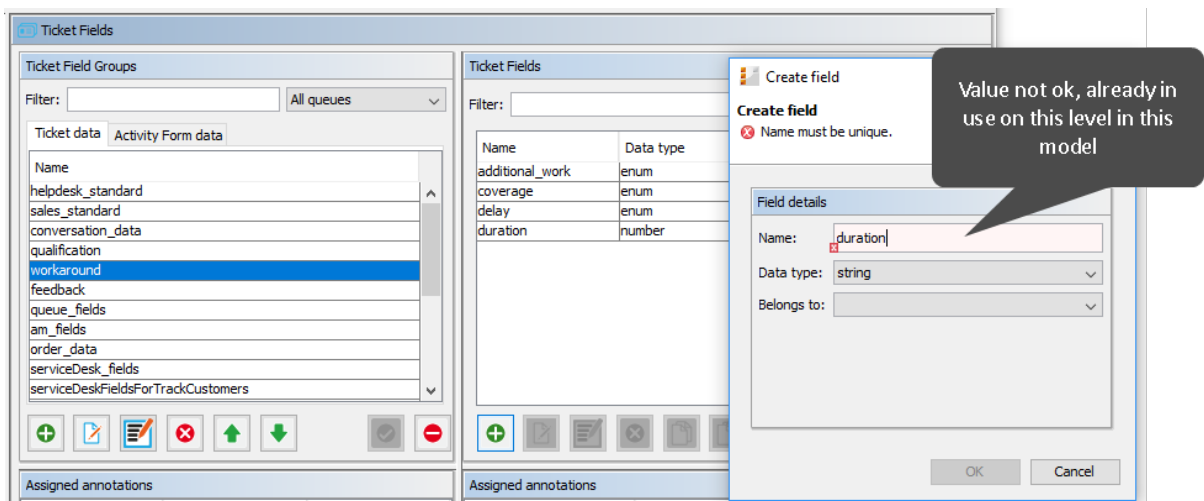 Ticket Fields
Ticket Field Groups
Filter:
All queues
Ticket data
Activity Form data
Name
helpdesk_standard
sales_standard
conversation_data
qualification
workaround
feedback
queue_fields
am_fields
order_data
serviceDesk_fields
serviceDeskFieldsForTrackCustomers
Assigned annotations
Ticket Fields
Filter:
Name Data type
additional_work enum
coverage enum
delay enum
duration number
Assigned annotations
Create field
Create field
Name must be unique.
Field details
Name: duration
Data type: string
Belongs to:
OK Cancel
Value not ok, already in
use on this level in this
model